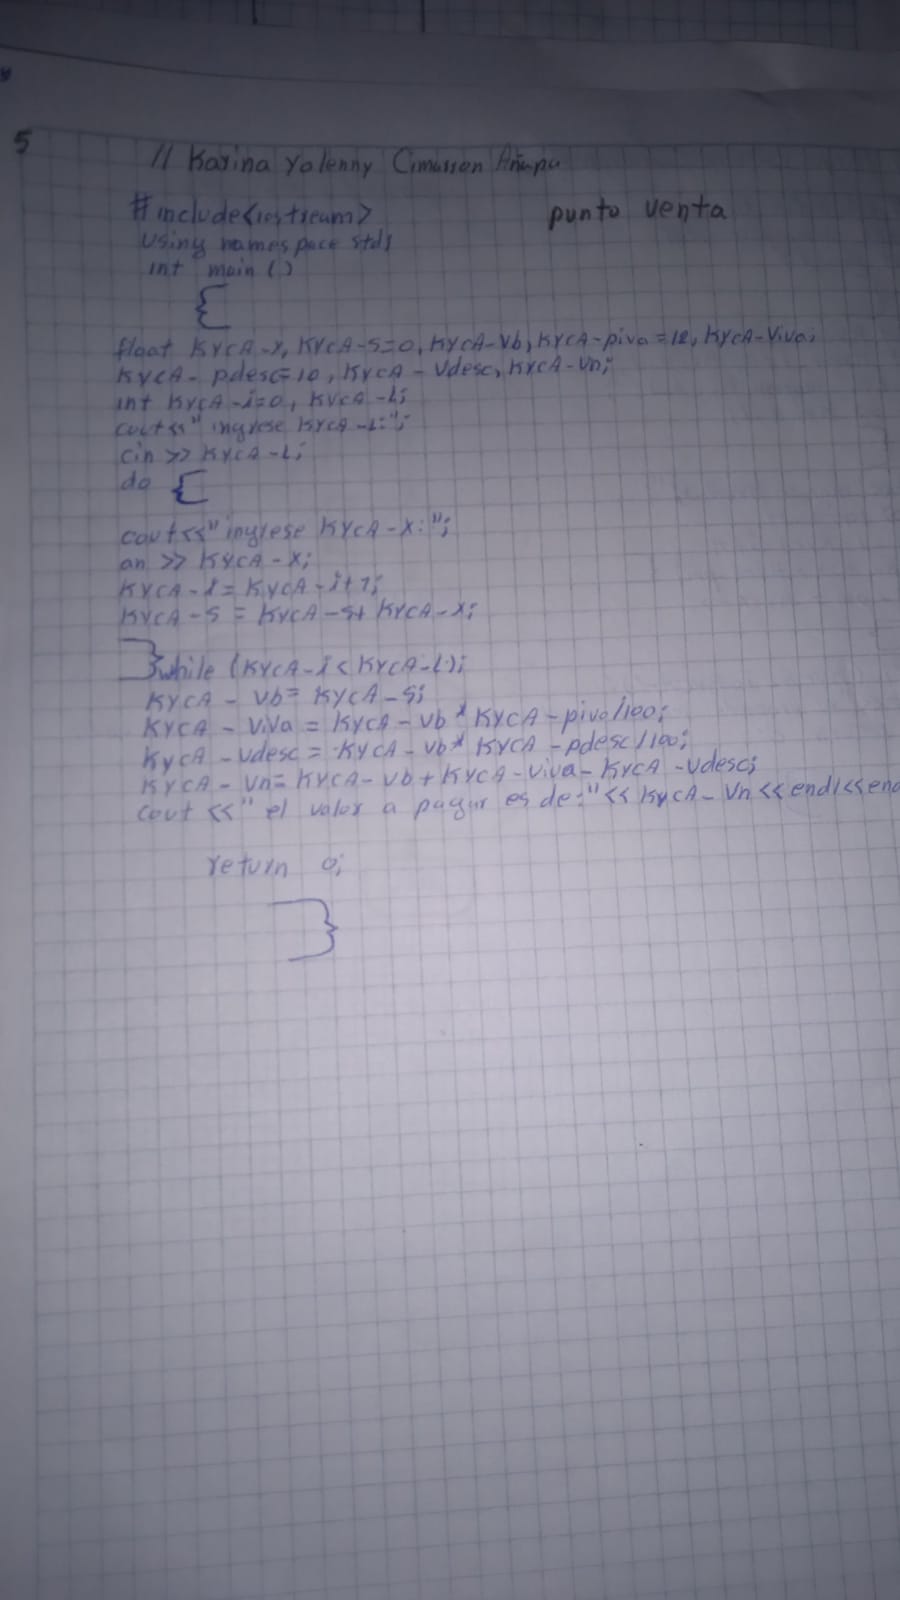 5
// Karina Yolenny Cimarron Añapa
#include<iostream>
punto venta
using namespace std;
int main ()
{
float KYCA-x, KYCA-s=0, KYCA-vb, KYCA-piva=12, KYCA-viva;
KYCA-pdesc=10, KYCA-vdesc, KYCA-vn;
int KYCA-i=0, KYCA-L;
cout<<"ingrese KYCA-L:";
cin >> KYCA-L;
do {
cout<<"ingrese KYCA-x:";
cin >> KYCA-x;
KYCA-i= KYCA-i+1;
KYCA-s = KYCA-s+ KYCA-x;
}while (KYCA-i< KYCA-L);
KYCA-vb= KYCA-s;
KYCA-viva = KYCA-vb* KYCA-piva/100;
KYCA-vdesc = KYCA-vb* KYCA-pdesc/100;
KYCA-vn= KYCA-vb+KYCA-viva-KYCA-vdesc;
cout <<" el valor a pagar es de:"<< KYCA-vn <<endl<<end
return 0;
}